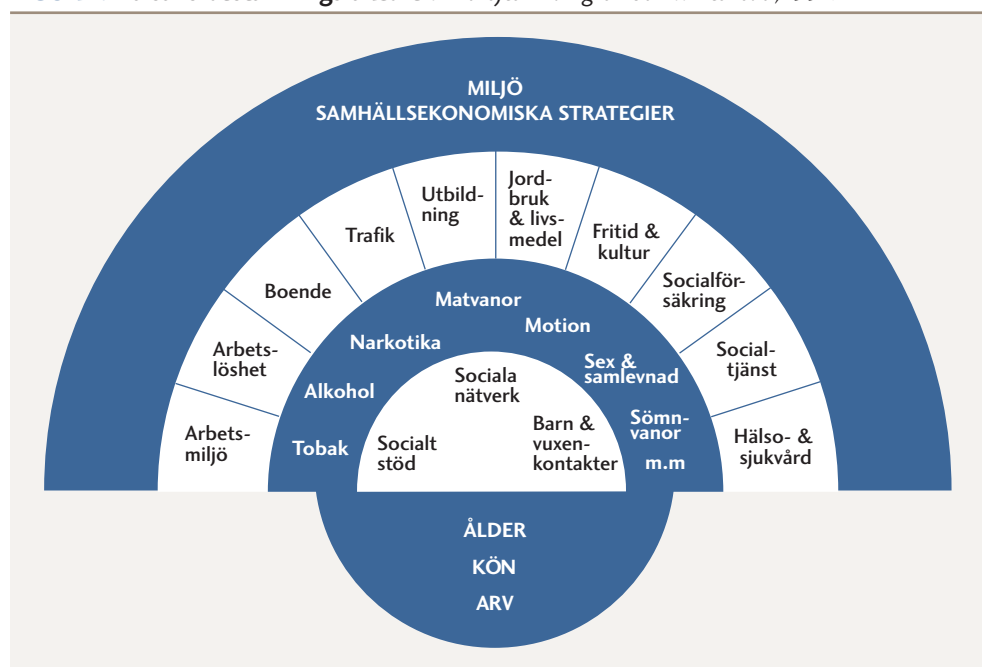 MILJÖ
SAMHÄLLSEKONOMISKA STRATEGIER
Arbets-
miljö
Arbets-
löshet
Boende
Trafik
Utbild-
ning
Jord-
bruk
& livs-
medel
Fritid &
kultur
Socialför-
säkring
Social-
tjänst
Hälso- &
sjukvård
Tobak
Alkohol
Narkotika
Matvanor
Motion
Sex &
samlevnad
Sömn-
vanor
m.m
Socialt
stöd
Sociala
nätverk
Barn &
vuxen-
kontakter
ÅLDER
KÖN
ARV